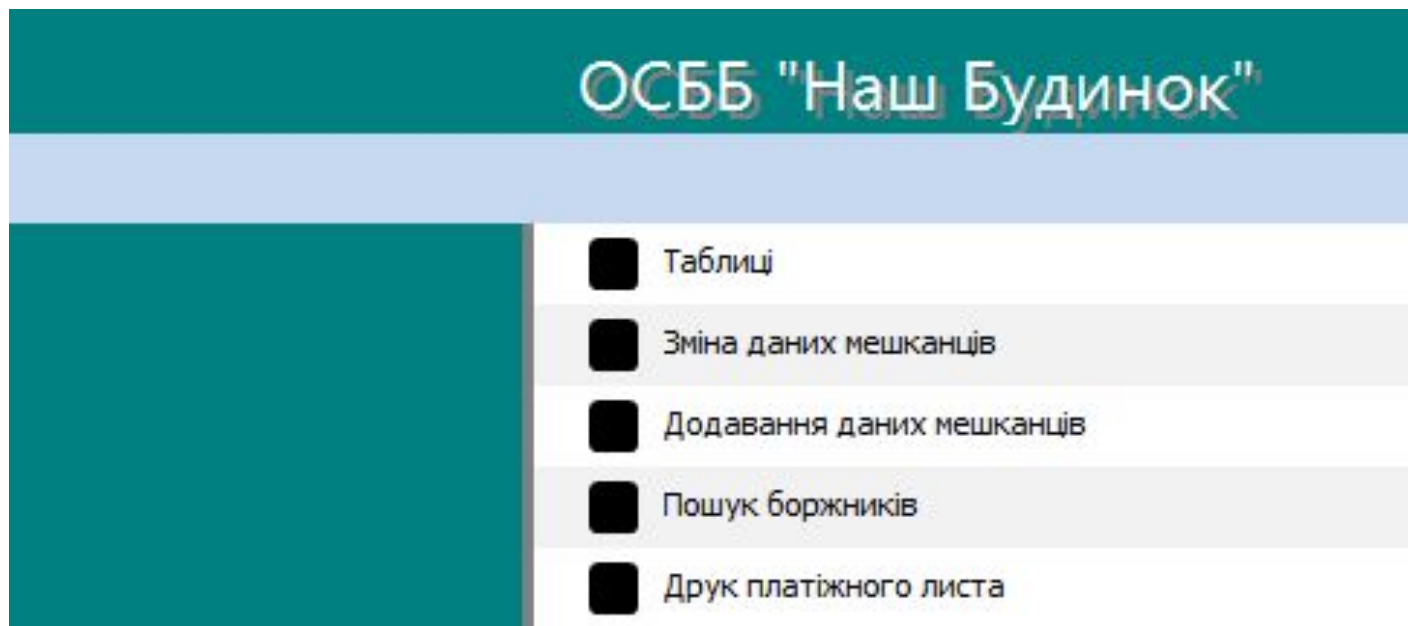 ОСББ "Наш Будинок"
Таблиці
Зміна даних мешканців
Додавання даних мешканців
Пошук боржників
Друк платіжного листа